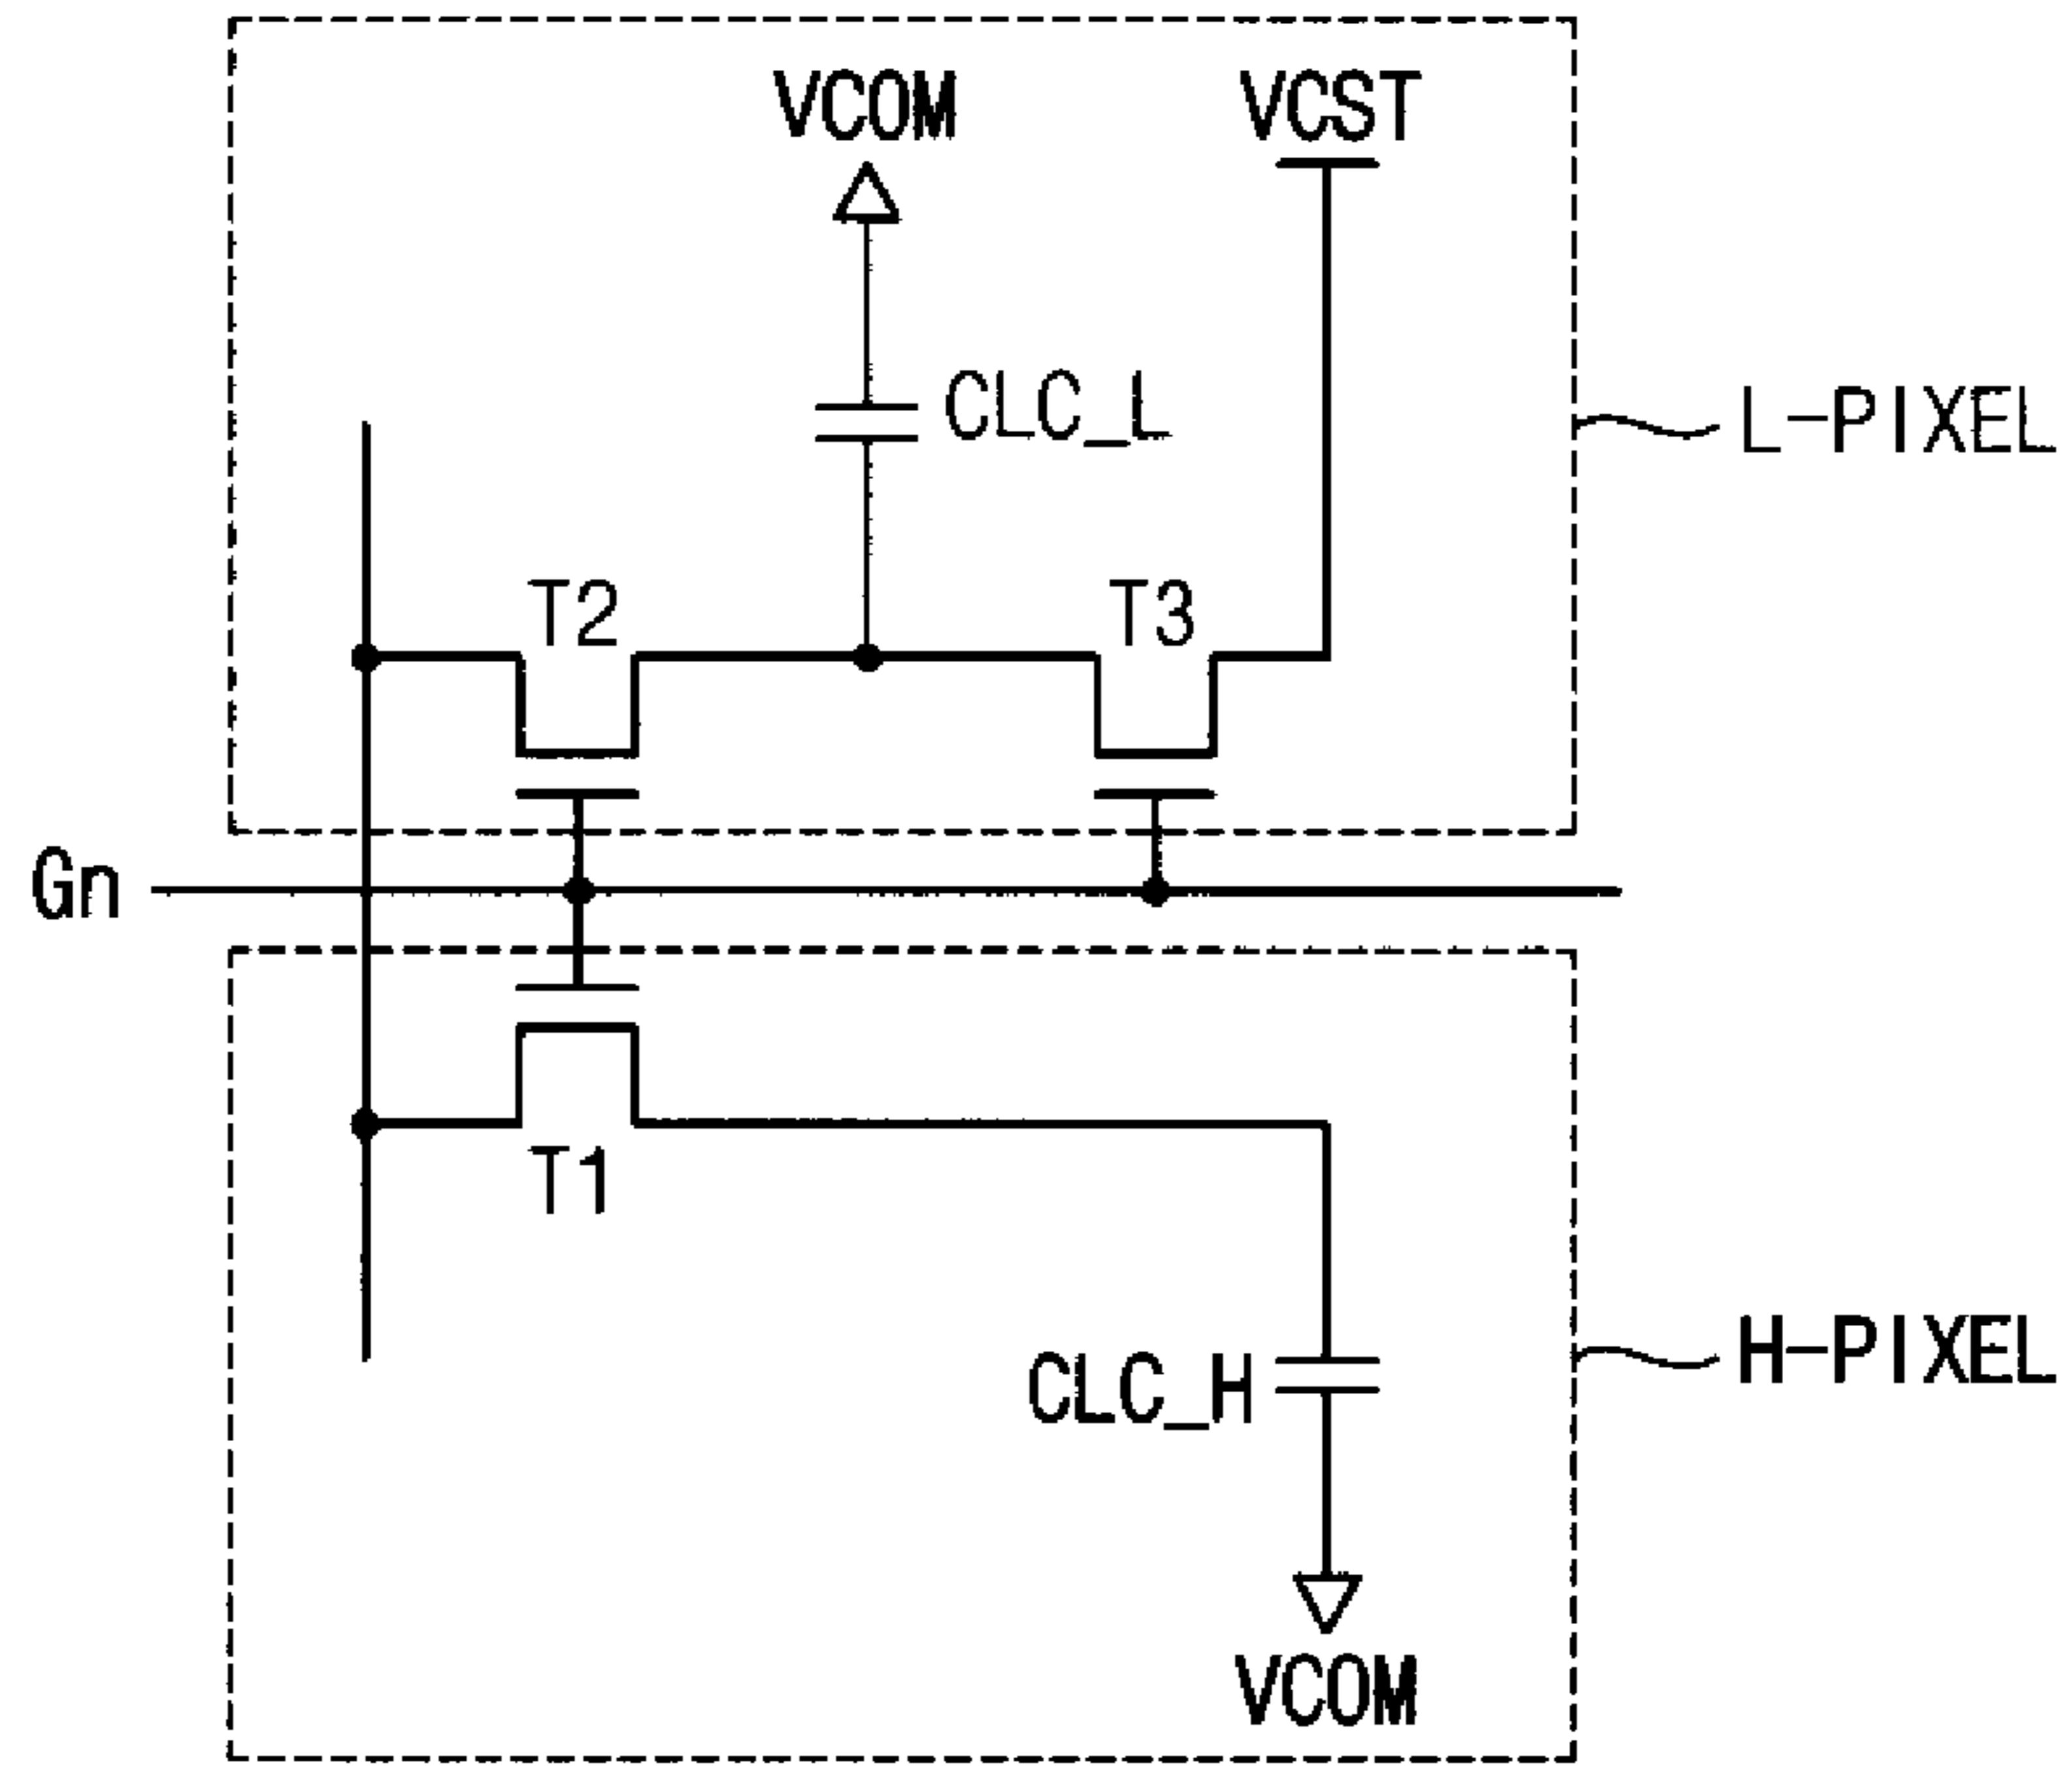 VCOM VCST
CLC_L
L-PIXEL
T2 T3
Gn
T1
CLC_H
H-PIXEL
VCOM